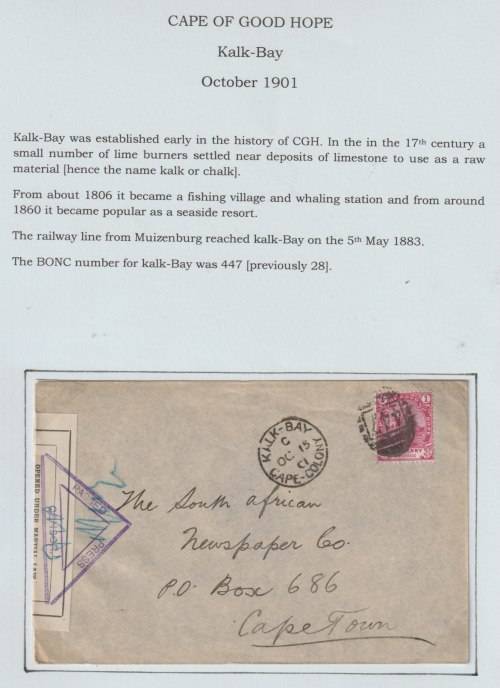 CAPE OF GOOD HOPE
Kalk-Bay
October 1901
Kalk-Bay was established early in the history of CGH. In the in the 17th century a
small number of lime burners settled near deposits of limestone to use as a raw
material [hence the name kalk or chalk].
From about 1806 it became a fishing village and whaling station and from around
1860 it became popular as a seaside resort.
The railway line from Muizenburg reached kalk-Bay on the 5th May 1883.
The BONC number for kalk-Bay was 447 [previously 28].
KALK-BAY
C
OC 15
01
CAPE-COLONY
1
OPENED UNDER MARTIAL LAW
PASSED
PRESS
The South african
Newspaper Co.
P.O. Box 686
Cape Town